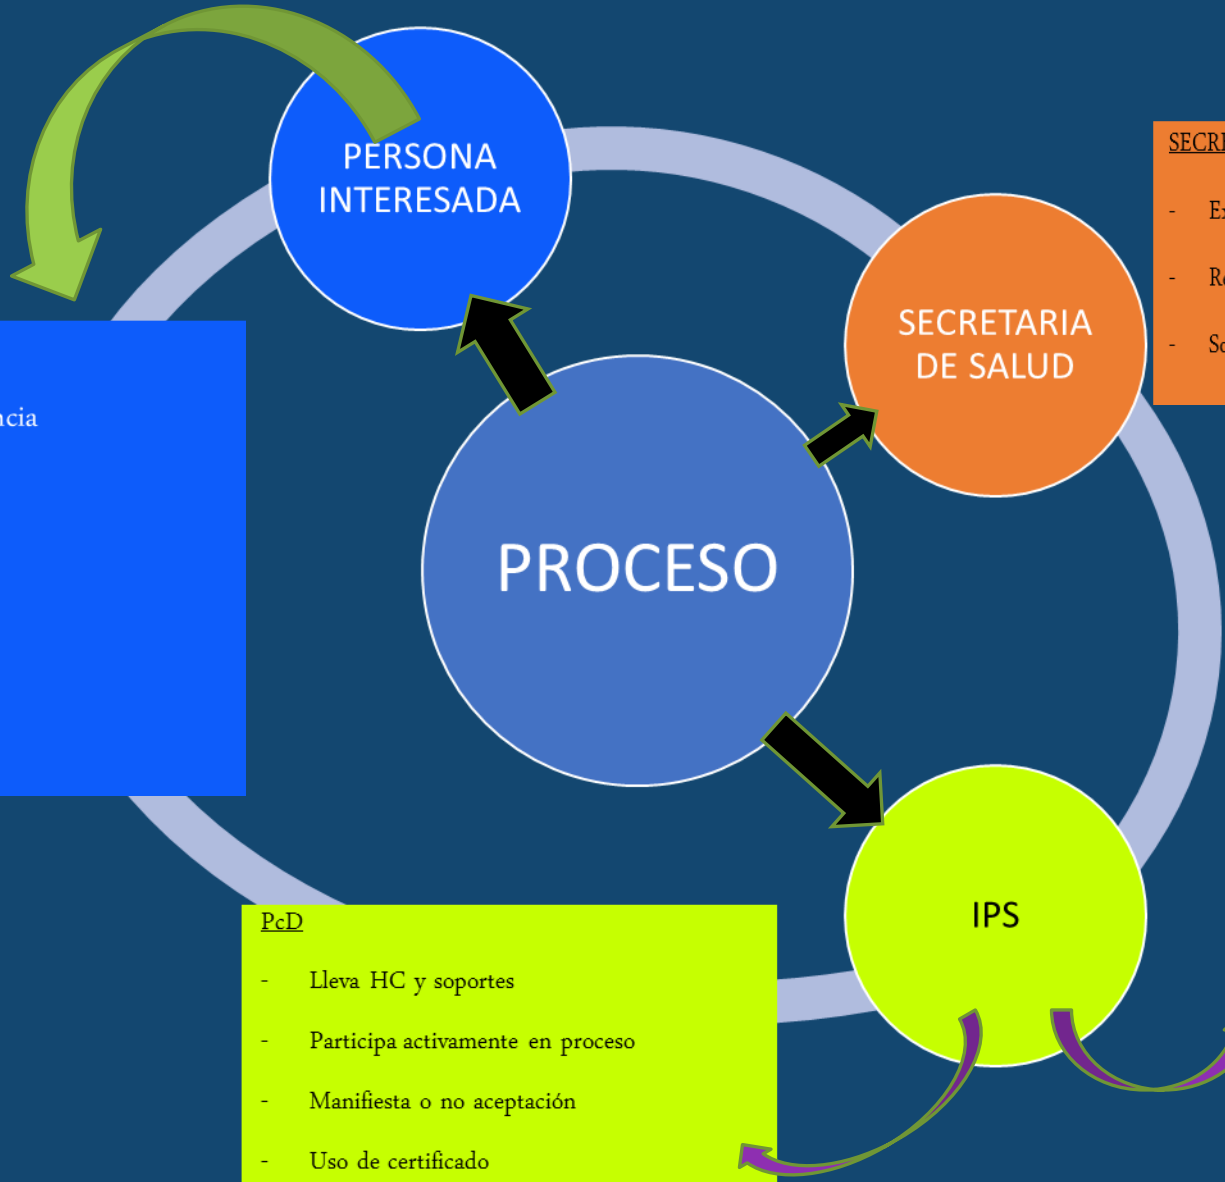 PERSONA
INTERESADA
SECRETARIA
DE SALUD
PROCESO
IPS
PcD
- Lleva HC y soportes
- Participa activamente en proceso
- Manifiesta o no aceptación
- Uso de certificado